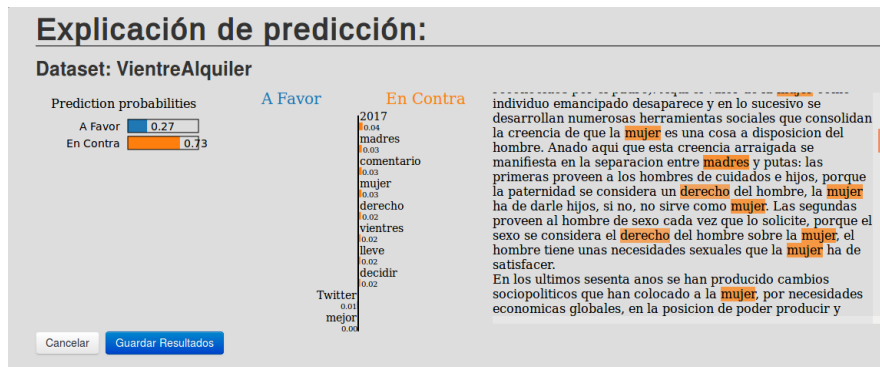 Explicación de predicción:
Dataset: VientreAlquiler
Prediction probabilities
A Favor 0.27
En Contra 0.73
A Favor En Contra
2017
0.04
madres
0.03
comentario
0.03
mujer
0.03
derecho
0.02
vientres
0.02
lleve
0.02
decidir
0.02
Twitter
0.01
mejor
0.00
individuo emancipado desaparece y en lo sucesivo se
desarrollan numerosas herramientas sociales que consolidan
la creencia de que la mujer es una cosa a disposicion del
hombre. Anado aqui que esta creencia arraigada se
manifiesta en la separacion entre madres y putas: las
primeras proveen a los hombres de cuidados e hijos, porque
la paternidad se considera un derecho del hombre, la mujer
ha de darle hijos, si no, no sirve como mujer. Las segundas
proveen al hombre de sexo cada vez que lo solicite, porque el
sexo se considera el derecho del hombre sobre la mujer, el
hombre tiene unas necesidades sexuales que la mujer ha de
satisfacer.
En los ultimos sesenta anos se han producido cambios
sociopoliticos que han colocado a la mujer, por necesidades
economicas globales, en la posicion de poder producir y
Cancelar Guardar Resultados